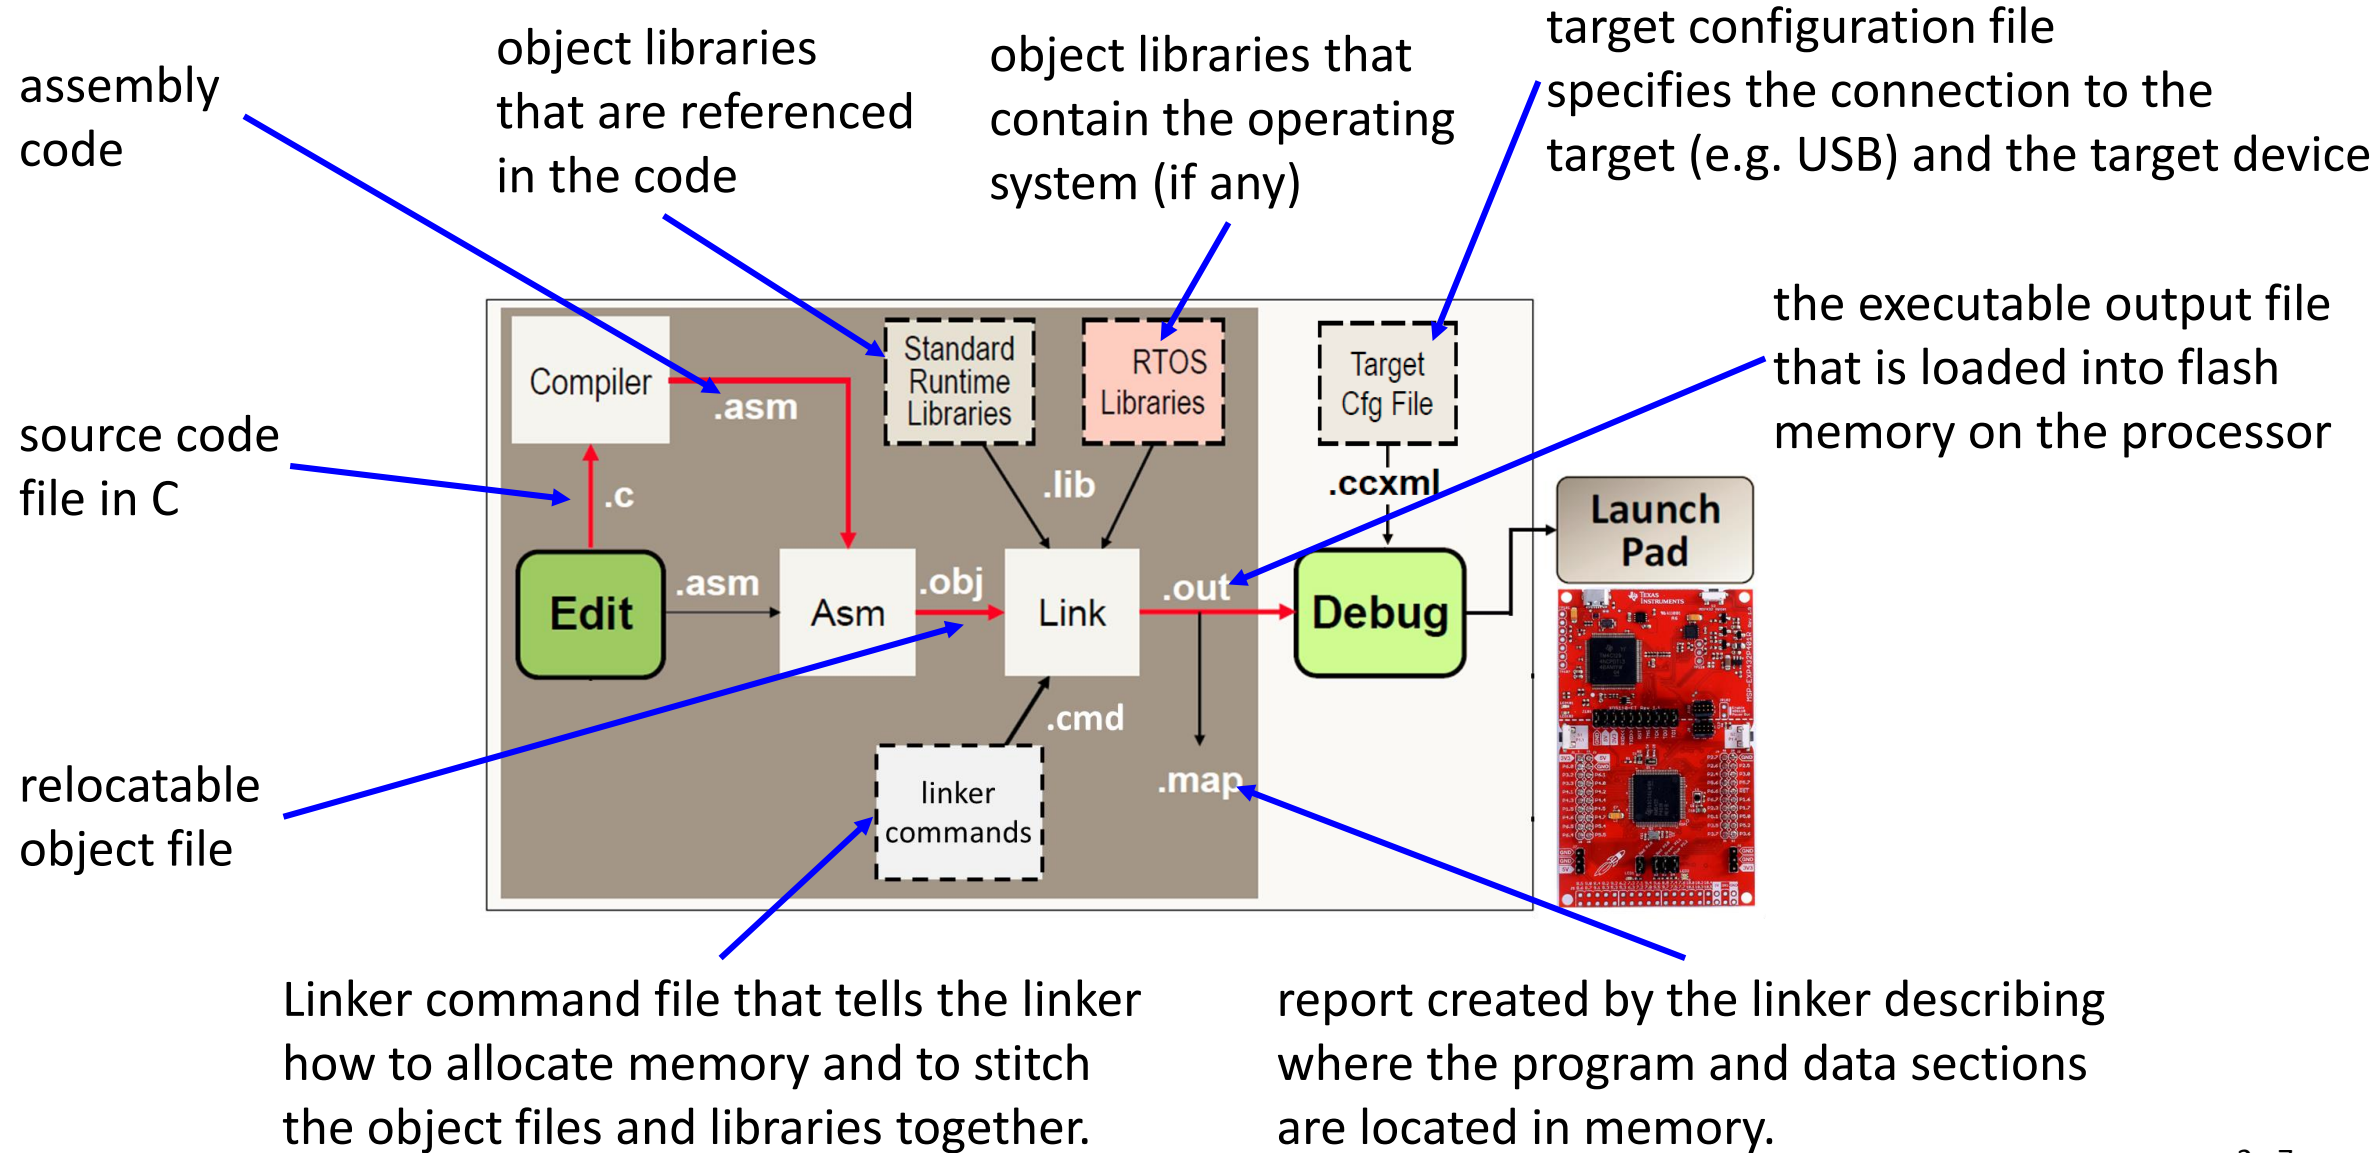 assembly
code
object libraries
that are referenced
in the code
object libraries that
contain the operating
system (if any)
target configuration file
specifies the connection to the
target (e.g. USB) and the target device
the executable output file
that is loaded into flash
memory on the processor
source code
file in C
relocatable
object file
Compiler
.asm
Standard
Runtime
Libraries
RTOS
Libraries
Target
Cfg File
.c
.lib
.ccxml
Launch
Pad
Edit
.asm
Asm
.obj
Link
.out
Debug
.cmd
.map
linker
commands
TEXAS
INSTRUMENTS
MSP-EXP432P401R
Linker command file that tells the linker
how to allocate memory and to stitch
the object files and libraries together.
report created by the linker describing
where the program and data sections
are located in memory.